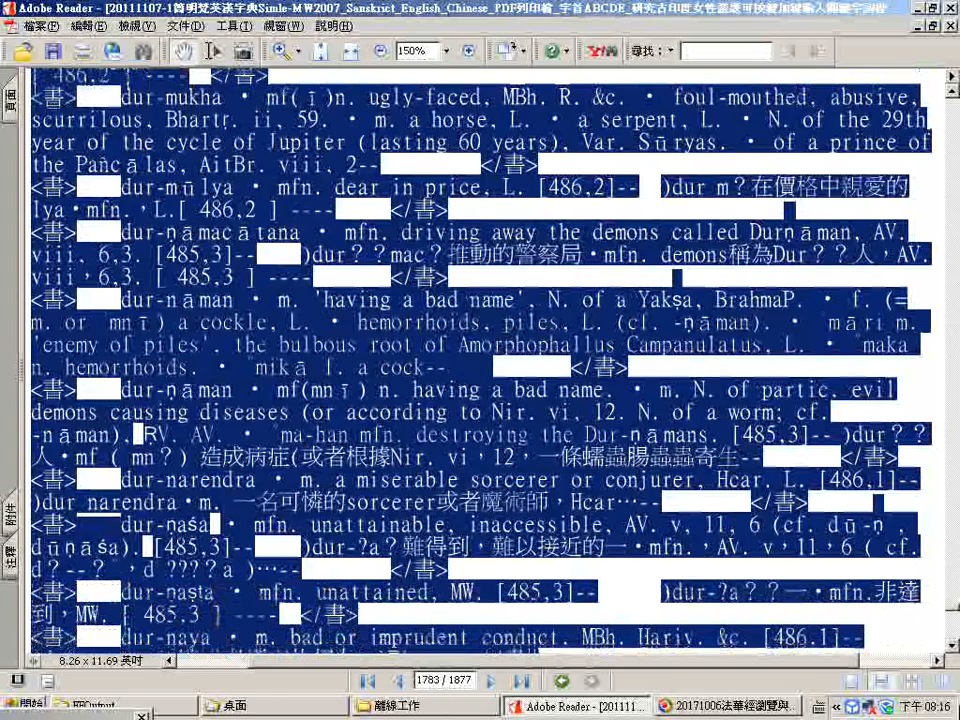 Adobe Reader - [20111107-1簡明梵英漢字典Simle-MW2007_Sanskrict_English_Chinese_PDF列印檔_字首ABCDE_研究古印度女性
檔案(F) 編輯(E) 檢視(V) 文件(D) 工具(T) 視窗(W) 說明(H)
150% 尋找：
[ 486,2 ] ---- </書>
<書> dur-mukha • mf(ī)n. ugly-faced, MBh. R. &c. • foul-mouthed, abusive,
scurrilous, Bhartṛ. ii, 59. • m. a horse, L. • a serpent, L. • N. of the 29th
year of the cycle of Jupiter (lasting 60 years), Var. Sūryas. • of a prince of
the Pañcālas, AitBr. viii, 2-- </書>
<書> dur-mūlya • mfn. dear in price, L. [486,2]-- )dur m？在價格中親愛的
lya•mfn.，L.[ 486,2 ] ---- </書>
<書> dur-ṇāmacātana • mfn. driving away the demons called Durṇāman, AV.
viii. 6,3. [485,3]-- )dur？？mac？推動的警察局•mfn. demons稱為Dur？？人，AV.
viii，6,3. [ 485,3 ] ---- </書>
<書> dur-nāman • m. 'having a bad name', N. of a Yakṣa, BrahmaP. • f. (=
m. or mnī) a cockle, L. • hemorrhoids, piles, L. (cf. -ṇāman). • māri m.
'enemy of piles'. the bulbous root of Amorphophallus Campanulatus, L. • maka
n. hemorrhoids. • mikā f. a cock-- </書>
<書> dur-ṇāman • mf(mnī) n. having a bad name. • m. N. of partic. evil
demons causing diseases (or according to Nir. vi, 12. N. of a worm; cf.
-nāman), RV. AV. • ma-han mfn. destroying the Dur-ṇāmans. [485,3]-- )dur？？
人•mf ( mn？) 造成病症(或者根據Nir. vi，12，一條蠕蟲腸蟲蟲寄生-- </書>
<書> dur-narendra • m. a miserable sorcerer or conjurer, Hcar. L. [486,1]--
)dur narendra•m. 一名可憐的sorcerer或者魔術師，Hcar…-- </書>
<書> dur-ṇaśa • mfn. unattainable, inaccessible, AV. v, 11, 6 (cf. dū-ṇ ,
dūṇāśa). [485,3]-- )dur-?a？難得到，難以接近的一•mfn. AV. v，11，6 ( cf.
d？--？ ，d ????a )…-- </書>
<書> dur-ṇaṣṭa • mfn. unattained, MW. [485,3]-- )dur-?a？？一•mfn.非達
到，MW. [ 485,3 ] ---- </書>
<書> dur-naya • m. bad or imprudent conduct. MBh. Hariv. &c. [486,1]--
頁面
附件
注釋
8.26 x 11.69 英吋
1783 / 1877
開始 FFOutput 桌面 離線工作 Adobe Reader - [201111... 20171006法華經瀏覽與... 下午 08:16